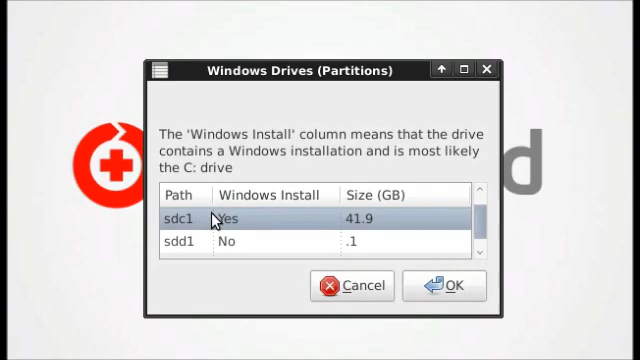 Windows Drives (Partitions)
The 'Windows Install' column means that the drive
contains a Windows installation and is most likely
the C: drive
Path Windows Install Size (GB)
sdc1 Yes 41.9
sdd1 No .1
Cancel OK
d